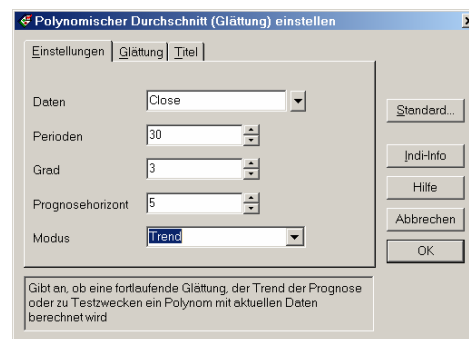 Polynomischer Durchschnitt (Glättung) einstellen
Einstellungen Glättung Titel
Daten Close
Perioden 30
Grad 3
Prognosehorizont 5
Modus Trend
Standard...
Indi-Info
Hilfe
Abbrechen
OK
Gibt an, ob eine fortlaufende Glättung, der Trend der Prognose
oder zu Testzwecken ein Polynom mit aktuellen Daten
berechnet wird